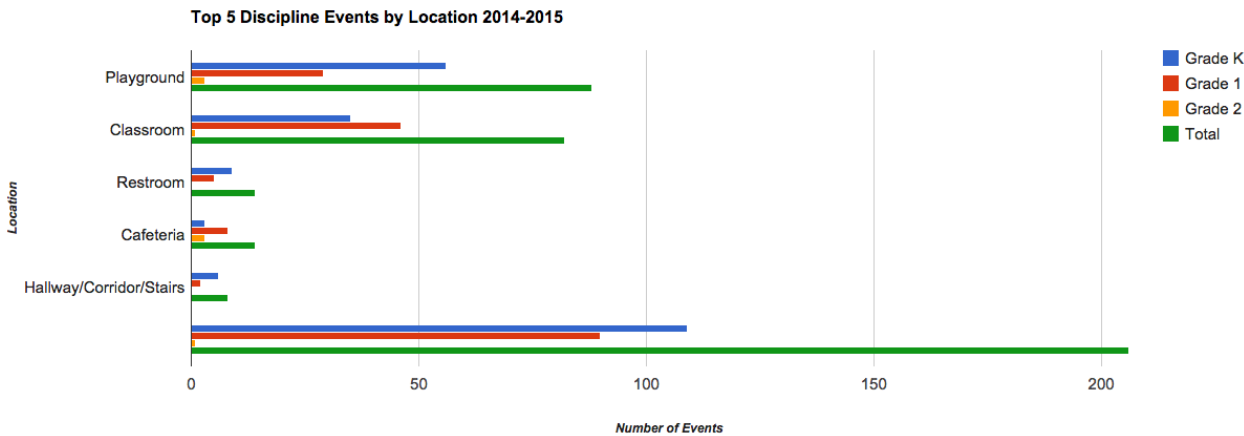 Top 5 Discipline Events by Location 2014-2015
Grade K
Grade 1
Grade 2
Total
Location
Playground
Classroom
Restroom
Cafeteria
Hallway/Corridor/Stairs
0 50 100 150 200
Number of Events